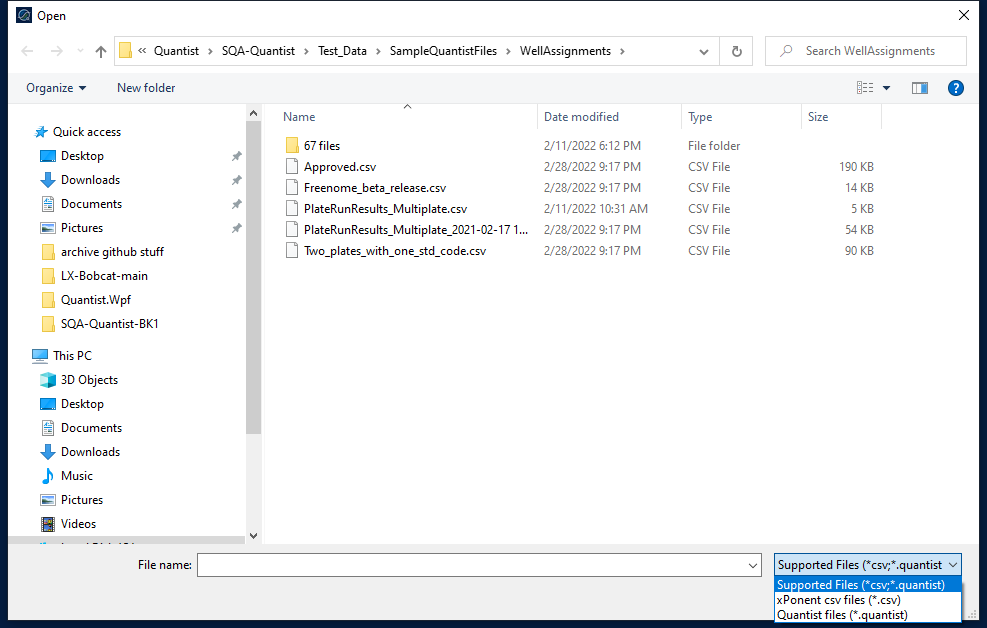 Open
« Quantist › SQA-Quantist › Test_Data › SampleQuantistFiles › WellAssignments ›
Search WellAssignments
Organize
New folder
?
Quick access
Desktop
Downloads
Documents
Pictures
archive github stuff
LX-Bobcat-main
Quantist.Wpf
SQA-Quantist-BK1
This PC
3D Objects
Desktop
Documents
Downloads
Music
Pictures
Videos
Name Date modified Type Size
67 files 2/11/2022 6:12 PM File folder
Approved.csv 2/28/2022 9:17 PM CSV File 190 KB
Freenome_beta_release.csv 2/28/2022 9:17 PM CSV File 14 KB
PlateRunResults_Multiplate.csv 2/11/2022 10:31 AM CSV File 5 KB
PlateRunResults_Multiplate_2021-02-17 1... 2/28/2022 9:17 PM CSV File 54 KB
Two_plates_with_one_std_code.csv 2/28/2022 9:17 PM CSV File 90 KB
File name:
Supported Files (*csv;*.quantist
Supported Files (*csv;*.quantist)
xPonent csv files (*.csv)
Quantist files (*.quantist)